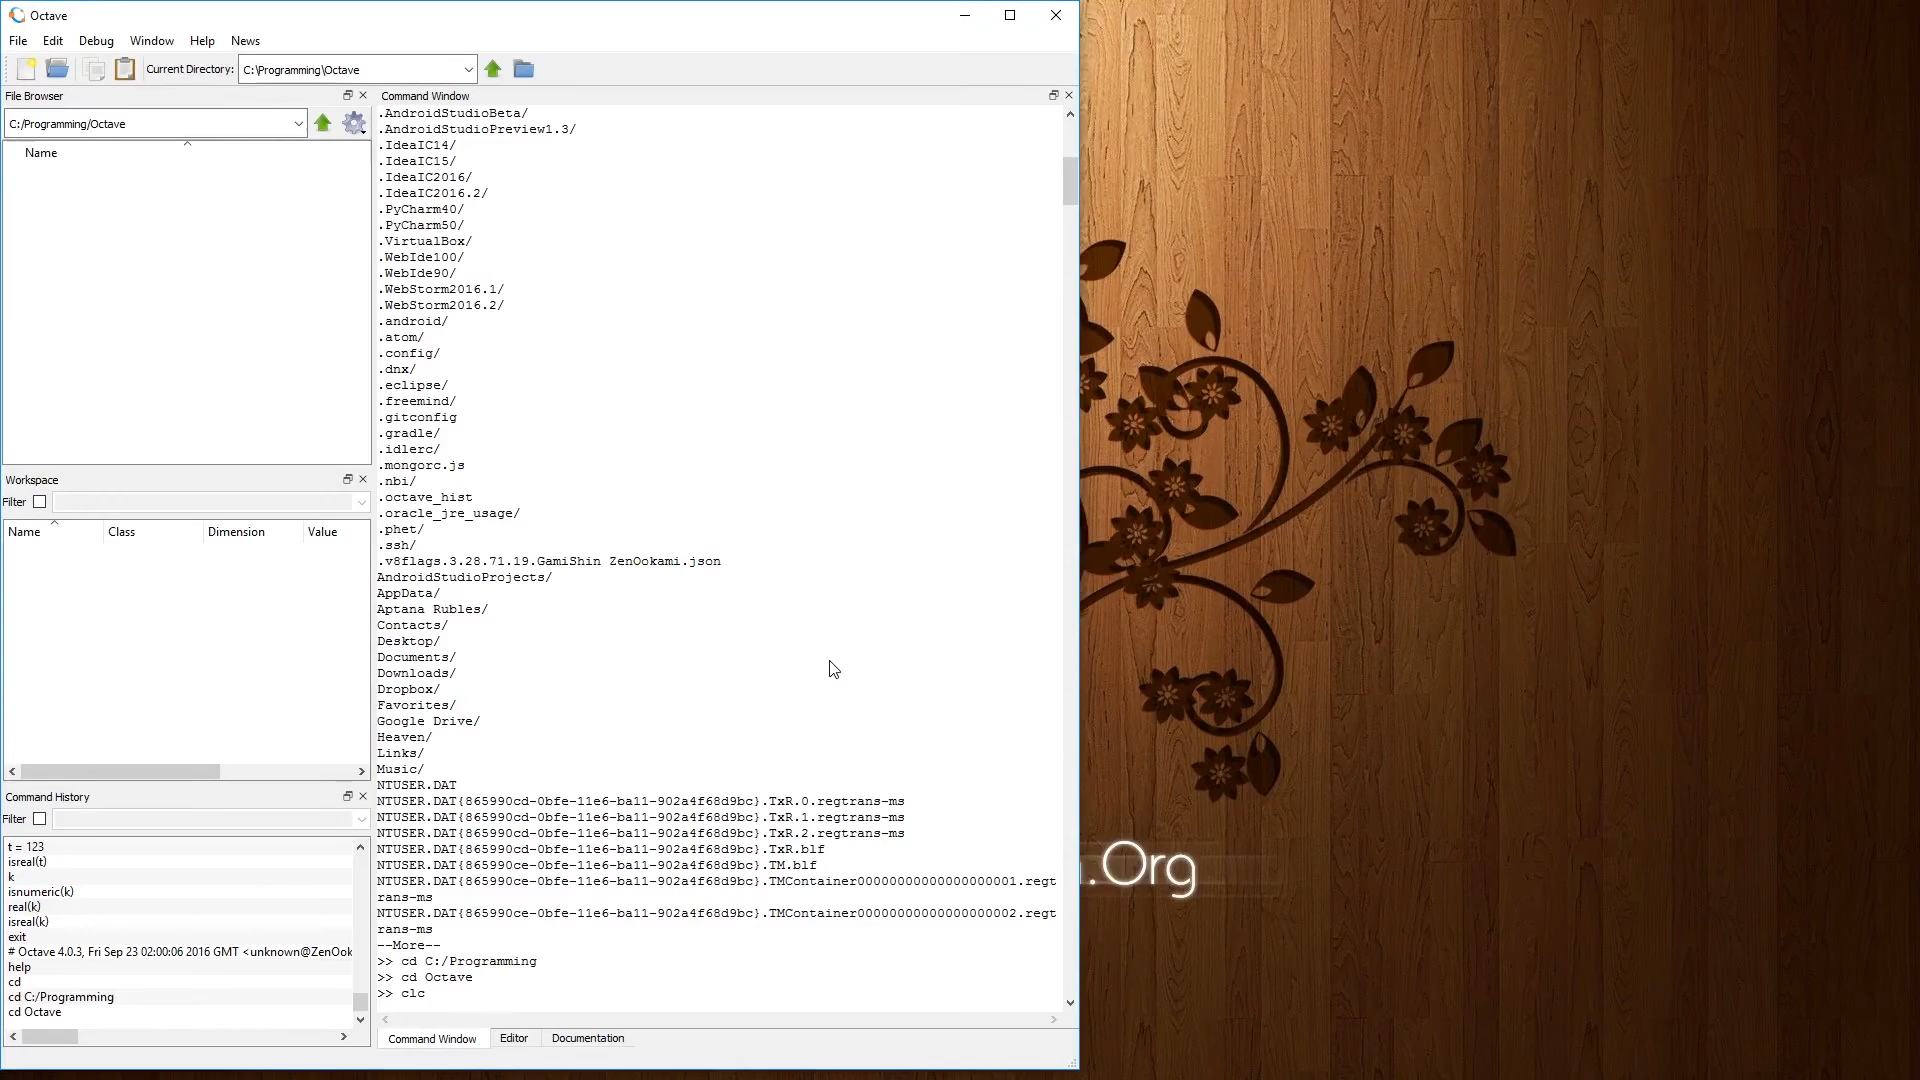 Octave
File Edit Debug Window Help News
Current Directory: C:\Programming\Octave
File Browser
C:/Programming/Octave
Name
Workspace
Filter
Name Class Dimension Value
Command History
Filter
t = 123
isreal(t)
k
isnumeric(k)
real(k)
isreal(k)
exit
# Octave 4.0.3, Fri Sep 23 02:00:06 2016 GMT <unknown@ZenOok
help
cd
cd C:/Programming
cd Octave
Command Window
.AndroidStudioBeta/
.AndroidStudioPreview1.3/
.IdeaIC14/
.IdeaIC15/
.IdeaIC2016/
.IdeaIC2016.2/
.PyCharm40/
.PyCharm50/
.VirtualBox/
.WebIde100/
.WebIde90/
.WebStorm2016.1/
.WebStorm2016.2/
.android/
.atom/
.config/
.dnx/
.eclipse/
.freemind/
.gitconfig
.gradle/
.idlerc/
.mongorc.js
.nbi/
.octave_hist
.oracle_jre_usage/
.phet/
.ssh/
.v8flags.3.28.71.19.GamiShin ZenOokami.json
AndroidStudioProjects/
AppData/
Aptana Rubles/
Contacts/
Desktop/
Documents/
Downloads/
Dropbox/
Favorites/
Google Drive/
Heaven/
Links/
Music/
NTUSER.DAT
NTUSER.DAT{865990cd-0bfe-11e6-ba11-902a4f68d9bc}.TxR.0.regtrans-ms
NTUSER.DAT{865990cd-0bfe-11e6-ba11-902a4f68d9bc}.TxR.1.regtrans-ms
NTUSER.DAT{865990cd-0bfe-11e6-ba11-902a4f68d9bc}.TxR.2.regtrans-ms
NTUSER.DAT{865990cd-0bfe-11e6-ba11-902a4f68d9bc}.TxR.blf
NTUSER.DAT{865990ce-0bfe-11e6-ba11-902a4f68d9bc}.TM.blf
NTUSER.DAT{865990ce-0bfe-11e6-ba11-902a4f68d9bc}.TMContainer00000000000000000001.regt
rans-ms
NTUSER.DAT{865990ce-0bfe-11e6-ba11-902a4f68d9bc}.TMContainer00000000000000000002.regt
rans-ms
--More--
>> cd C:/Programming
>> cd Octave
>> clc
Command Window Editor Documentation
.Org